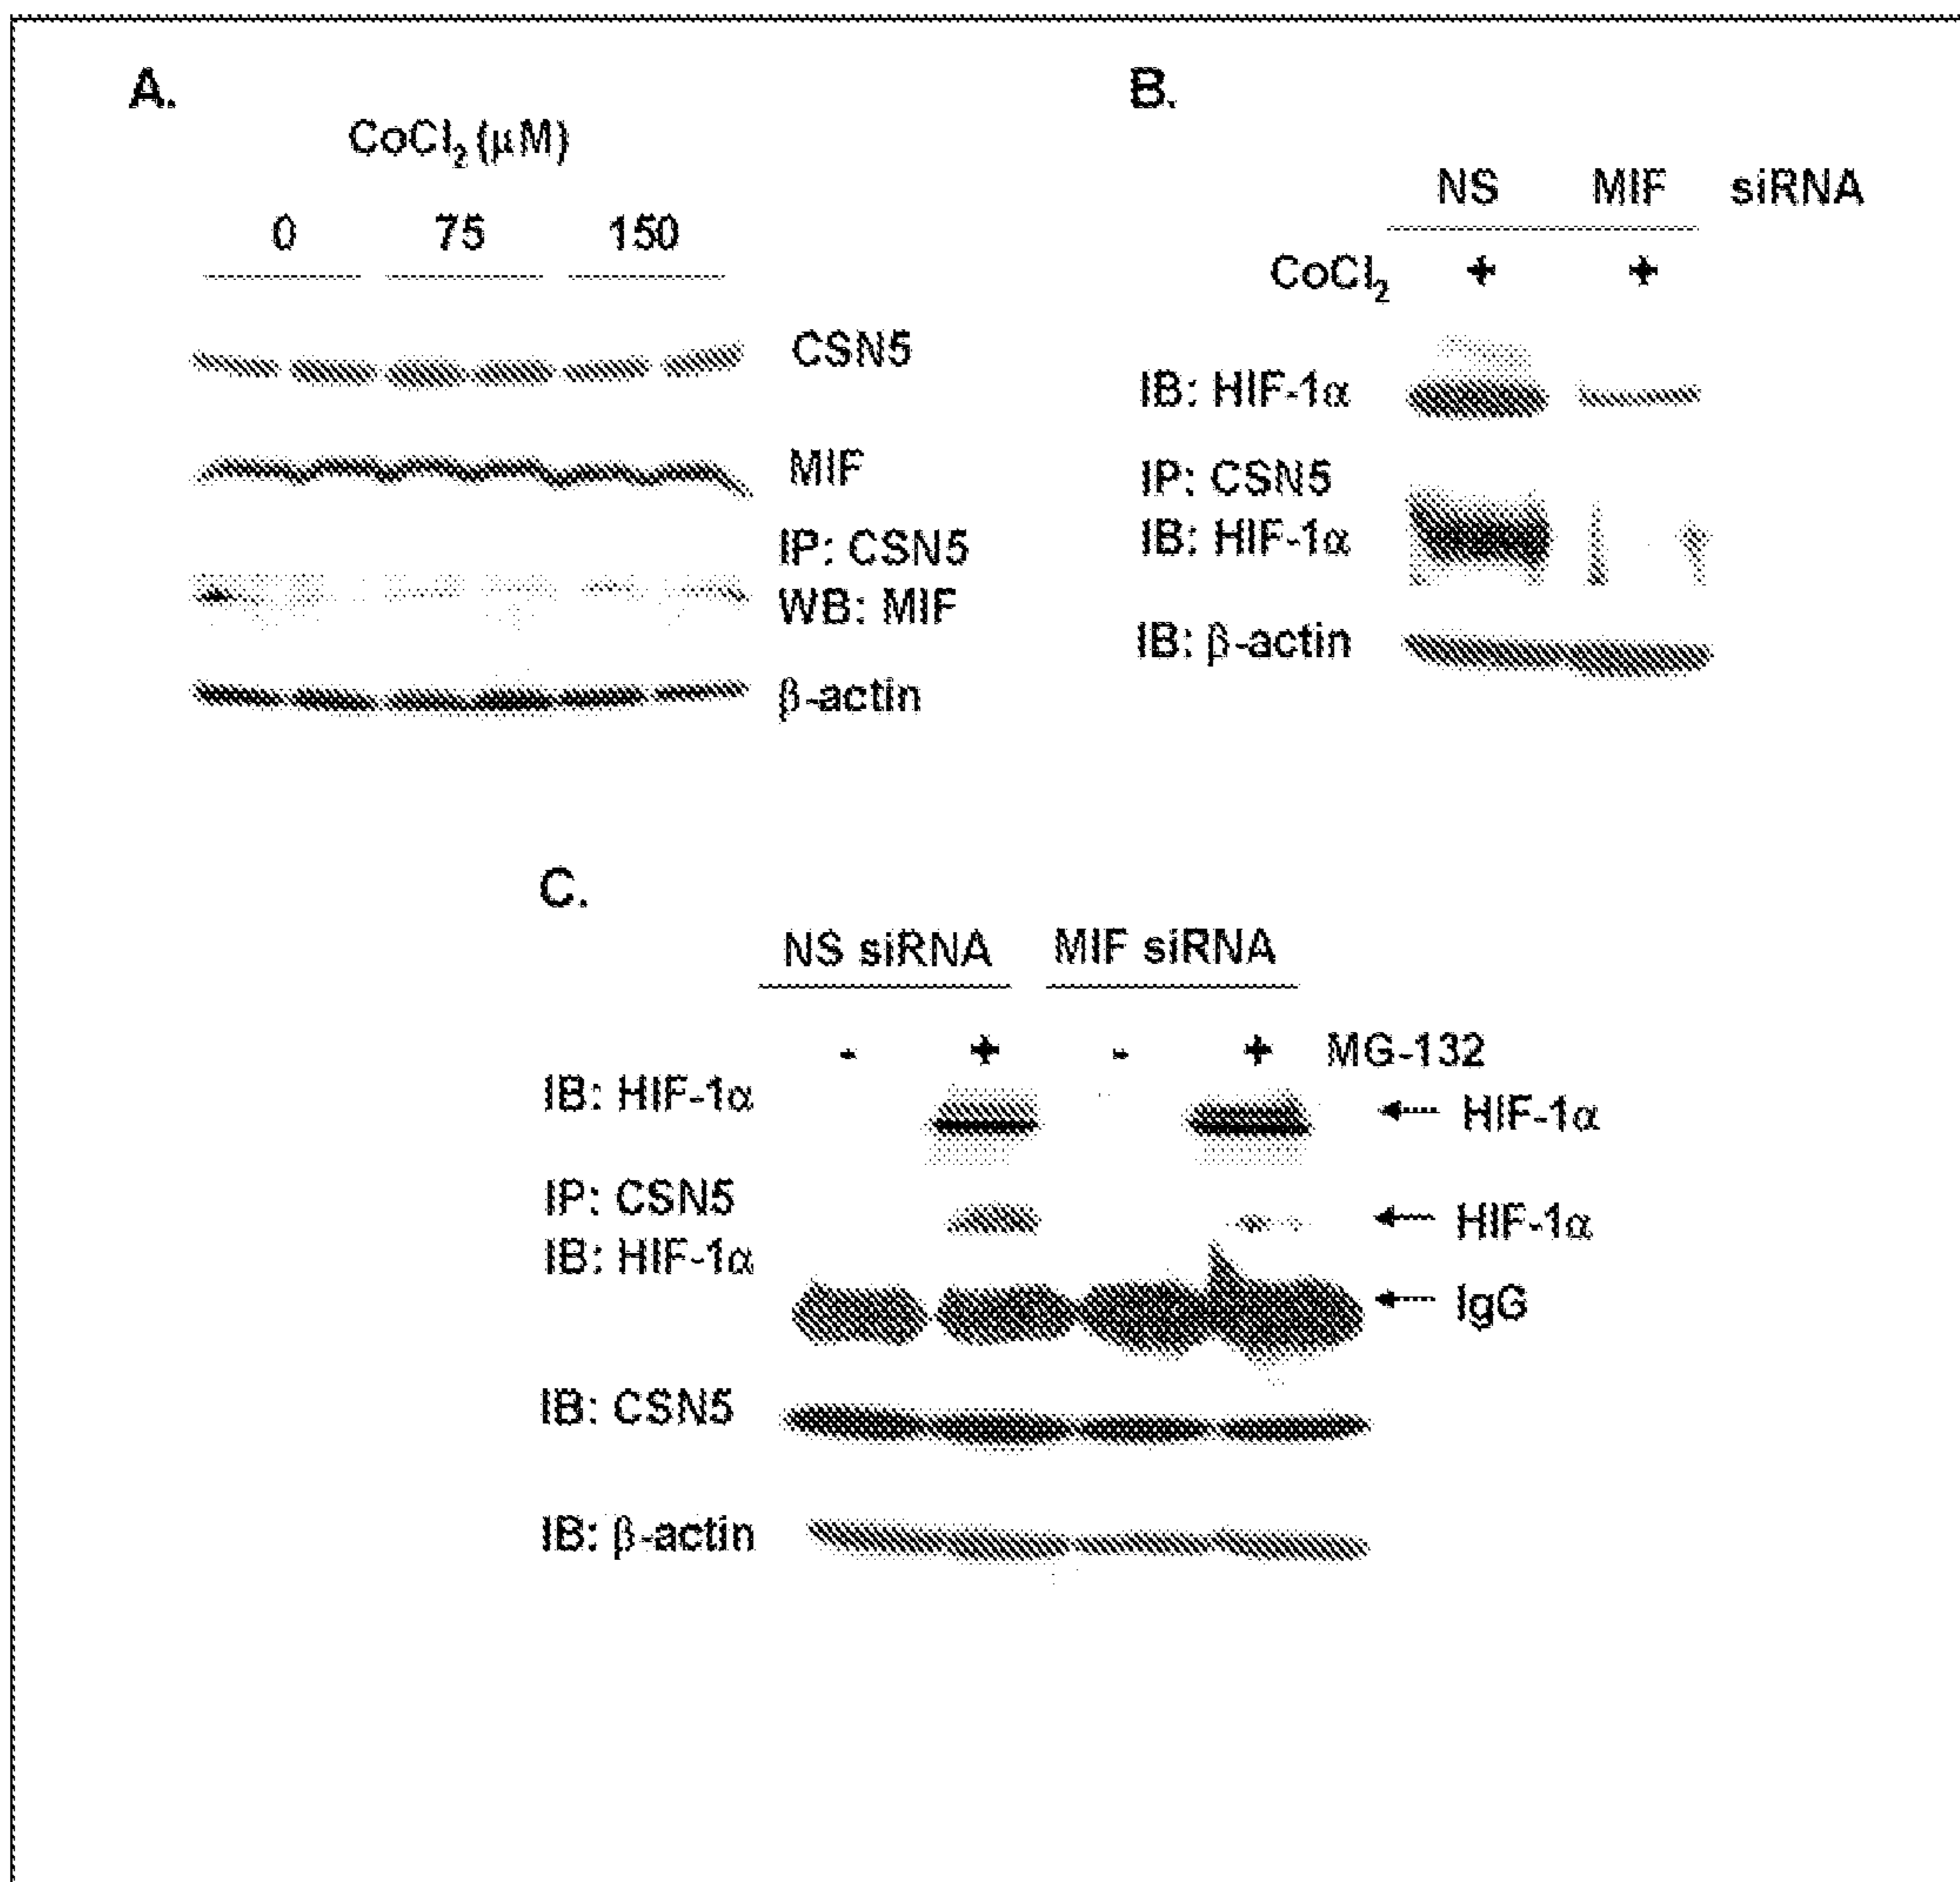 A.
CoCl₂ (μM)
0 75 150
CSN5
MIF
IP: CSN5
WB: MIF
β-actin
B.
NS MIF siRNA
CoCl₂ + +
IB: HIF-1α
IP: CSN5
IB: HIF-1α
IB: β-actin
C.
NS siRNA MIF siRNA
- + - + MG-132
IB: HIF-1α ← HIF-1α
IP: CSN5 ← HIF-1α
IB: HIF-1α
← IgG
IB: CSN5
IB: β-actin